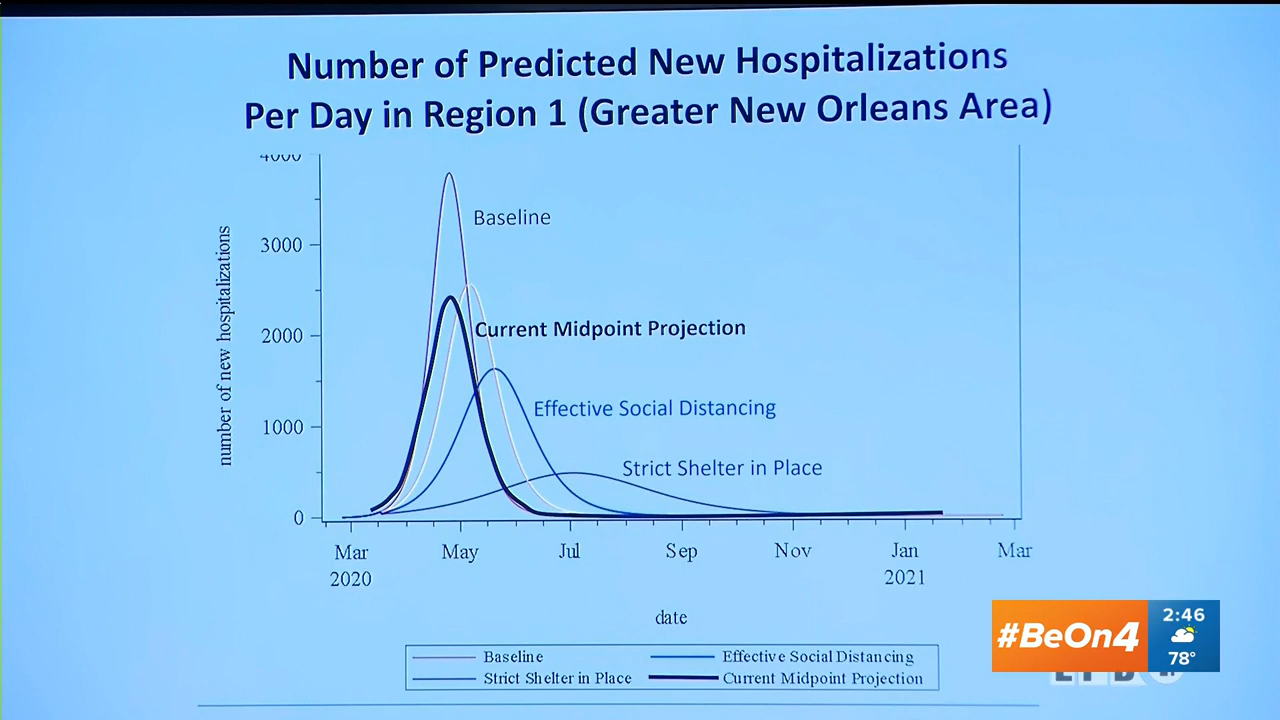 Number of Predicted New Hospitalizations
Per Day in Region 1 (Greater New Orleans Area)
4000
3000
2000
1000
0
number of new hospitalizations
Baseline
Current Midpoint Projection
Effective Social Distancing
Strict Shelter in Place
Mar May Jul Sep Nov Jan Mar
2020 2021
date
Baseline Effective Social Distancing
Strict Shelter in Place Current Midpoint Projection
#BeOn4
2:46
78°